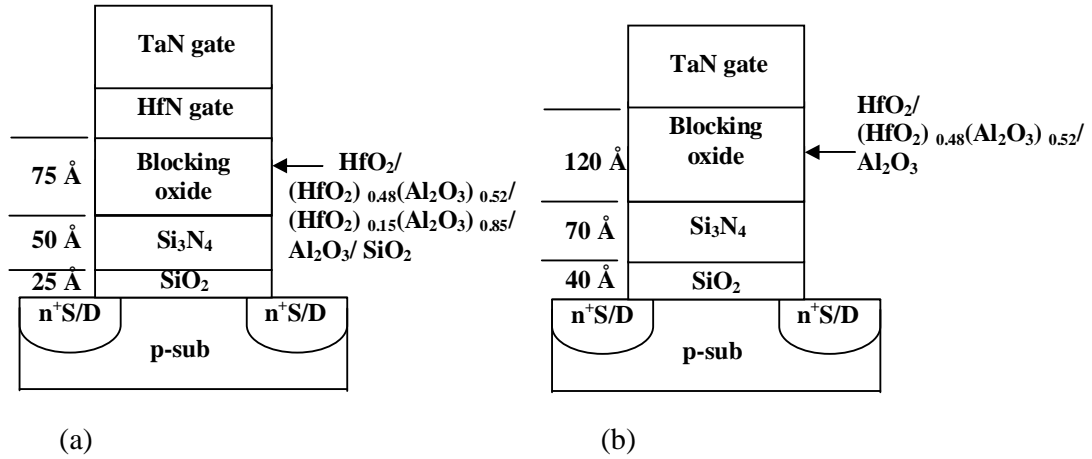 TaN gate
HfN gate
75 Å
Blocking
oxide
HfO₂/
(HfO₂) ₀.₄₈(Al₂O₃) ₀.₅₂/
(HfO₂) ₀.₁₅(Al₂O₃) ₀.₈₅/
Al₂O₃/ SiO₂
50 Å
Si₃N₄
25 Å
SiO₂
n⁺S/D
n⁺S/D
p-sub
(a)
TaN gate
120 Å
Blocking
oxide
HfO₂/
(HfO₂) ₀.₄₈(Al₂O₃) ₀.₅₂/
Al₂O₃
70 Å
Si₃N₄
40 Å
SiO₂
n⁺S/D
n⁺S/D
p-sub
(b)